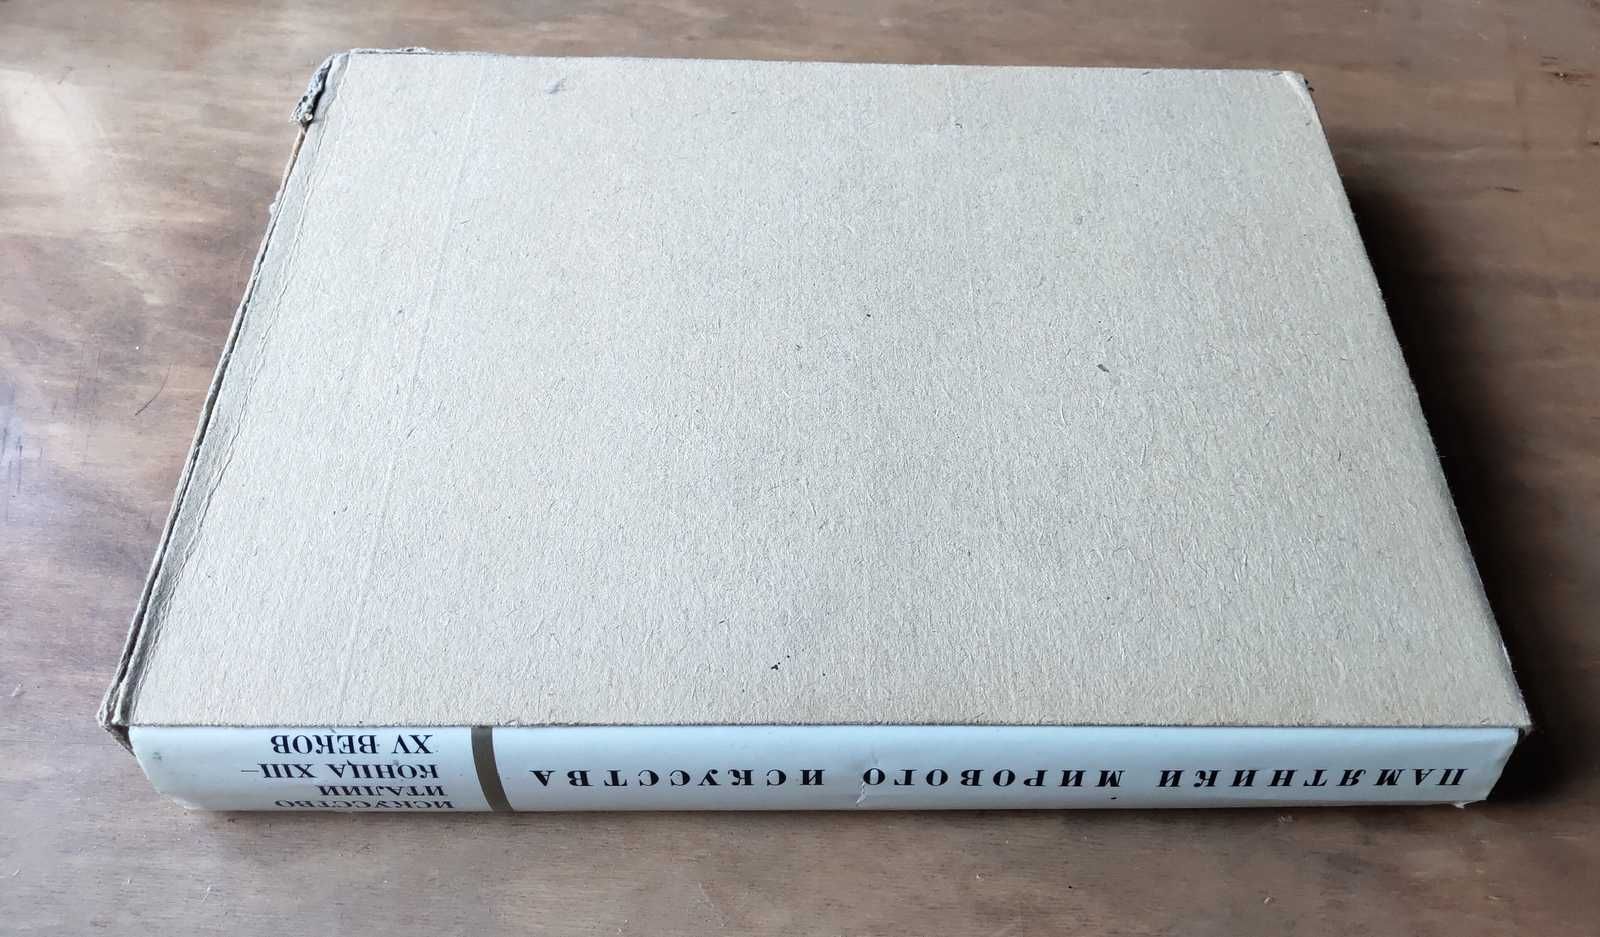 ПАМЯТНИКИ МИРОВОГО ИСКУССТВА
ИСКУССТВО
ИТАЛИИ
КОНЦА XIII—
XV ВЕКОВ